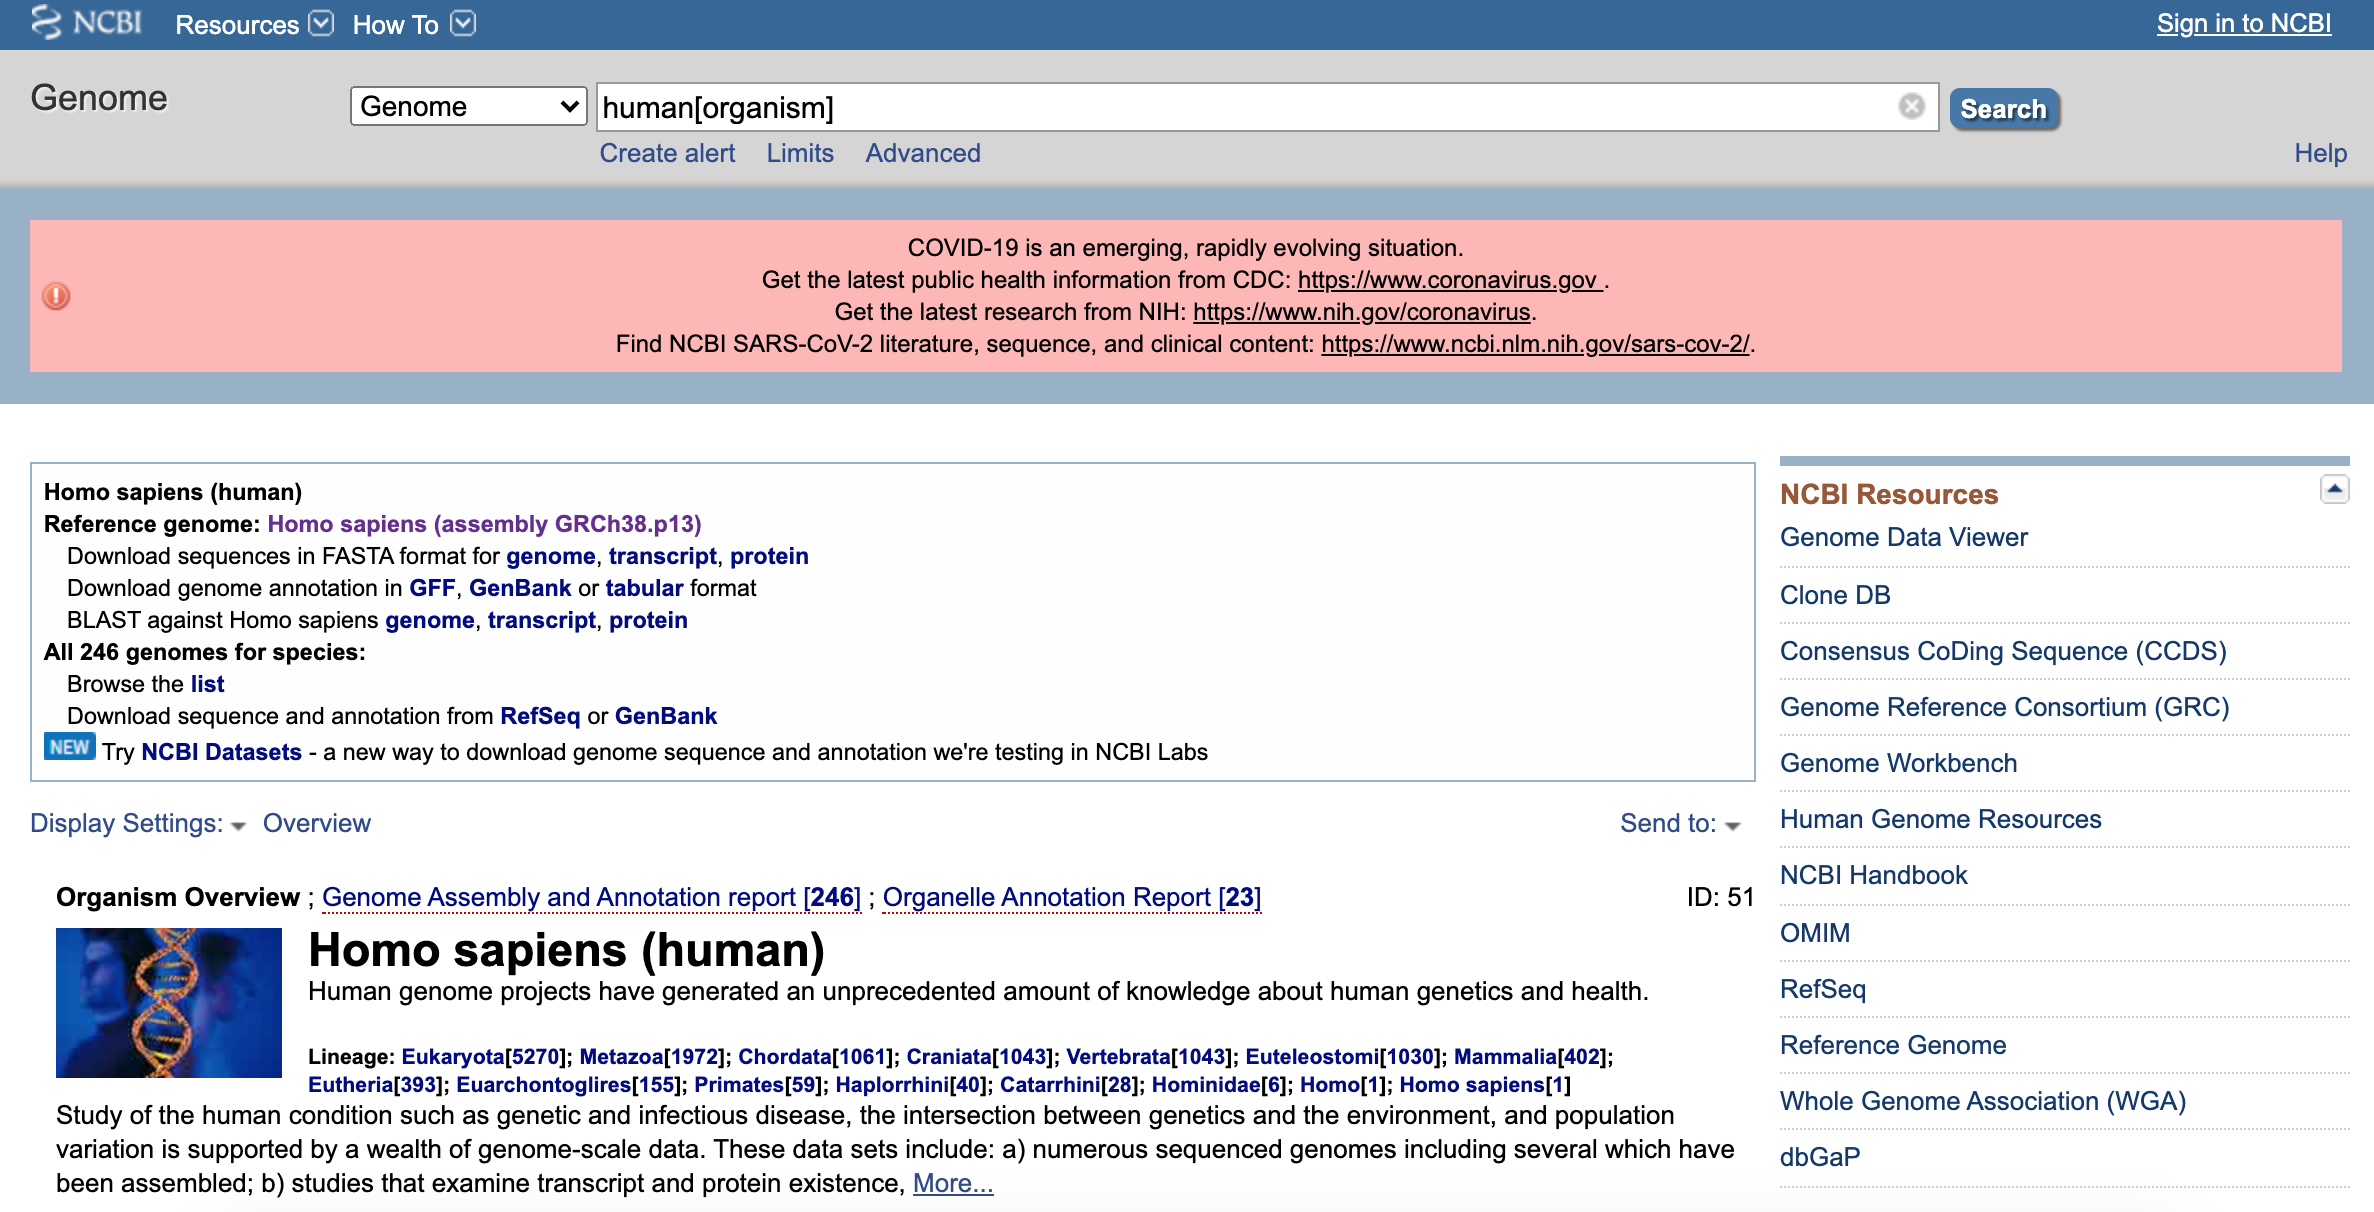 NCBI Resources How To Sign in to NCBI
Genome Genome human[organism] Search
Create alert Limits Advanced Help
COVID-19 is an emerging, rapidly evolving situation.
Get the latest public health information from CDC: https://www.coronavirus.gov .
Get the latest research from NIH: https://www.nih.gov/coronavirus.
Find NCBI SARS-CoV-2 literature, sequence, and clinical content: https://www.ncbi.nlm.nih.gov/sars-cov-2/.
Homo sapiens (human)
Reference genome: Homo sapiens (assembly GRCh38.p13)
Download sequences in FASTA format for genome, transcript, protein
Download genome annotation in GFF, GenBank or tabular format
BLAST against Homo sapiens genome, transcript, protein
All 246 genomes for species:
Browse the list
Download sequence and annotation from RefSeq or GenBank
NEW Try NCBI Datasets - a new way to download genome sequence and annotation we're testing in NCBI Labs
Display Settings: Overview Send to:
Organism Overview ; Genome Assembly and Annotation report [246] ; Organelle Annotation Report [23] ID: 51
Homo sapiens (human)
Human genome projects have generated an unprecedented amount of knowledge about human genetics and health.
Lineage: Eukaryota[5270]; Metazoa[1972]; Chordata[1061]; Craniata[1043]; Vertebrata[1043]; Euteleostomi[1030]; Mammalia[402];
Eutheria[393]; Euarchontoglires[155]; Primates[59]; Haplorrhini[40]; Catarrhini[28]; Hominidae[6]; Homo[1]; Homo sapiens[1]
Study of the human condition such as genetic and infectious disease, the intersection between genetics and the environment, and population
variation is supported by a wealth of genome-scale data. These data sets include: a) numerous sequenced genomes including several which have
been assembled; b) studies that examine transcript and protein existence, More...
NCBI Resources
Genome Data Viewer
Clone DB
Consensus CoDing Sequence (CCDS)
Genome Reference Consortium (GRC)
Genome Workbench
Human Genome Resources
NCBI Handbook
OMIM
RefSeq
Reference Genome
Whole Genome Association (WGA)
dbGaP